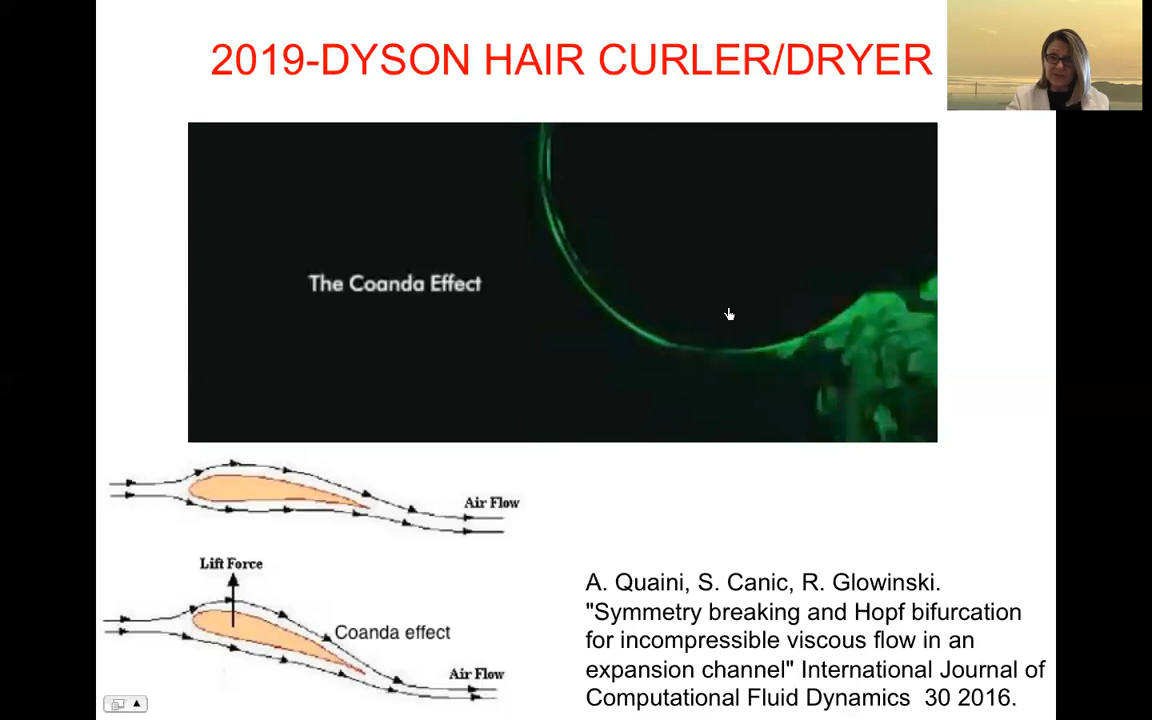 2019-DYSON HAIR CURLER/DRYER
The Coanda Effect
Air Flow
Lift Force
Coanda effect
Air Flow
A. Quaini, S. Canic, R. Glowinski.
"Symmetry breaking and Hopf bifurcation
for incompressible viscous flow in an
expansion channel" International Journal of
Computational Fluid Dynamics  30 2016.